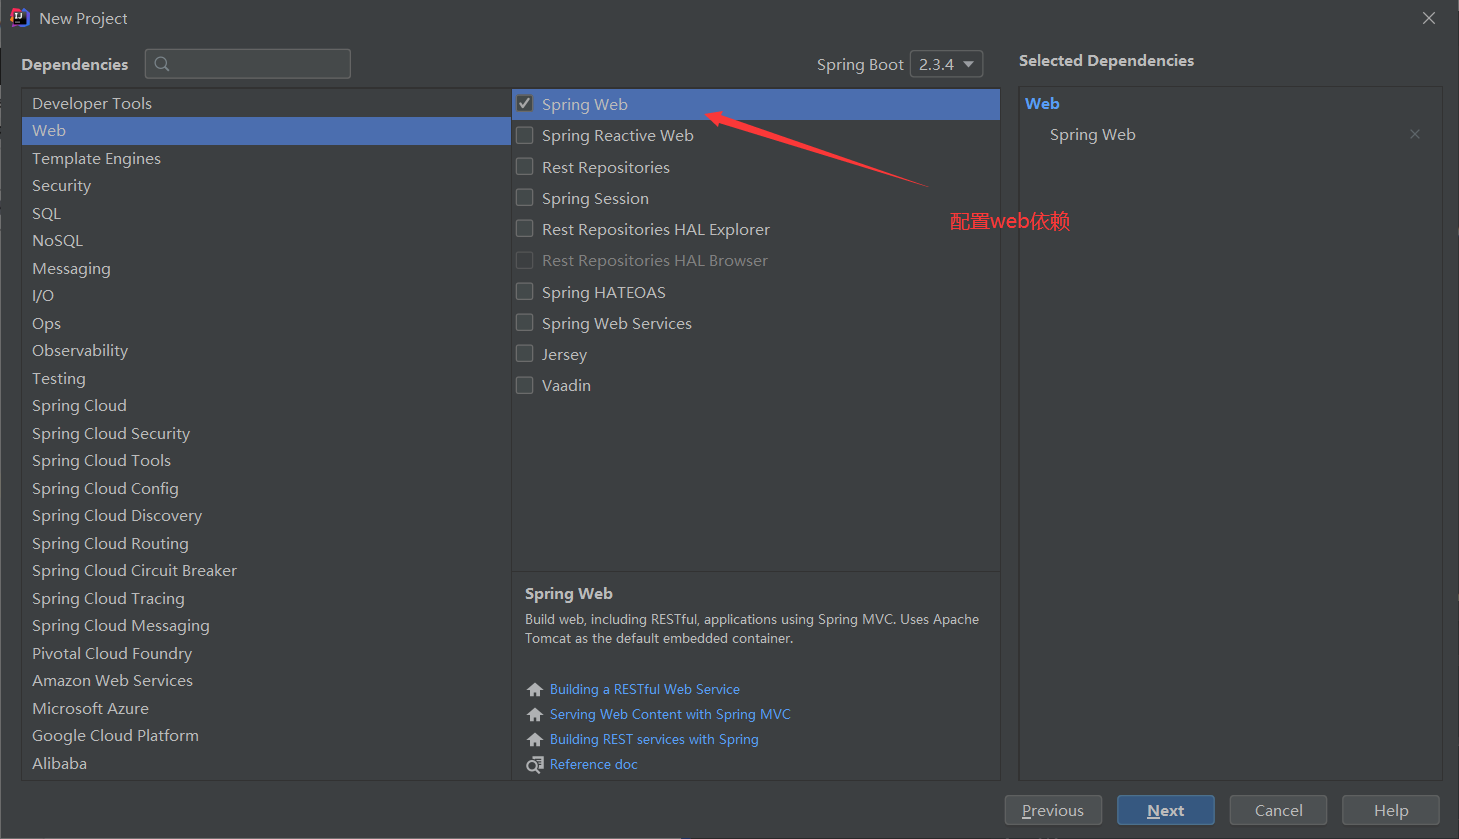 New Project
Dependencies
Spring Boot 2.3.4
Selected Dependencies
Developer Tools
Web
Template Engines
Security
SQL
NoSQL
Messaging
I/O
Ops
Observability
Testing
Spring Cloud
Spring Cloud Security
Spring Cloud Tools
Spring Cloud Config
Spring Cloud Discovery
Spring Cloud Routing
Spring Cloud Circuit Breaker
Spring Cloud Tracing
Spring Cloud Messaging
Pivotal Cloud Foundry
Amazon Web Services
Microsoft Azure
Google Cloud Platform
Alibaba
Spring Web
Spring Reactive Web
Rest Repositories
Spring Session
Rest Repositories HAL Explorer
Rest Repositories HAL Browser
Spring HATEOAS
Spring Web Services
Jersey
Vaadin
配置web依赖
Spring Web
Build web, including RESTful, applications using Spring MVC. Uses Apache
Tomcat as the default embedded container.
Building a RESTful Web Service
Serving Web Content with Spring MVC
Building REST services with Spring
Reference doc
Web
Spring Web
Previous
Next
Cancel
Help